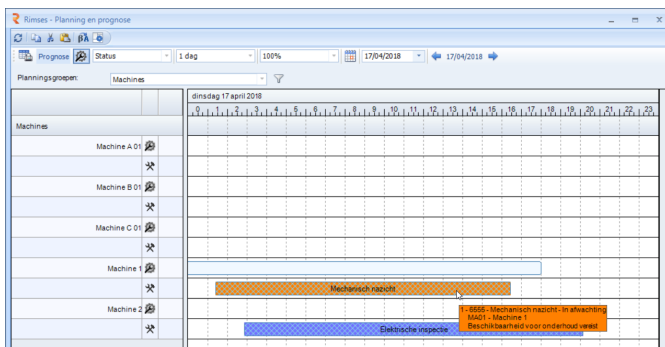 Rimses - Planning en prognose
Prognose Status 1 dag 100% 17/04/2018 17/04/2018
Planningsgroepen: Machines
dinsdag 17 april 2018
0 1 2 3 4 5 6 7 8 9 10 11 12 13 14 15 16 17 18 19 20 21 22 23
Machines
Machine A 01
Machine B 01
Machine C 01
Machine 1
Mechanisch nazicht
Machine 2
1 - 6555 - Mechanisch nazicht - In afwachting
MA01 - Machine 1
Beschikbaarheid voor onderhoud vereist
Elektrische inspectie